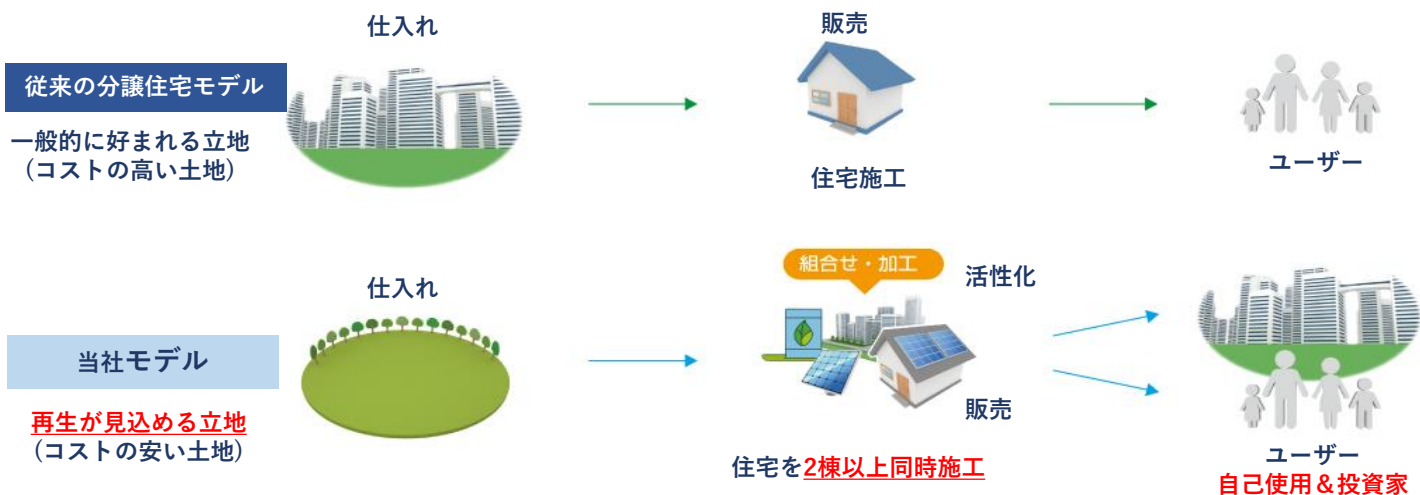 仕入れ
販売
従来の分譲住宅モデル
一般的に好まれる立地
(コストの高い土地)
住宅施工
ユーザー
仕入れ
組合せ・加工
活性化
当社モデル
再生が見込める立地
(コストの安い土地)
販売
住宅を2棟以上同時施工
ユーザー
自己使用&投資家